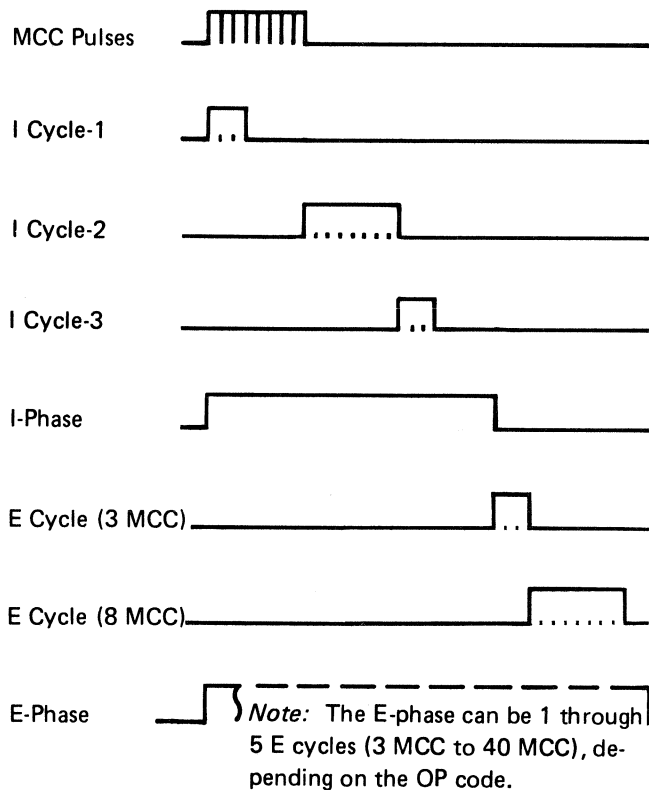 MCC Pulses
I Cycle-1
I Cycle-2
I Cycle-3
I-Phase
E Cycle (3 MCC)
E Cycle (8 MCC)
E-Phase
Note: The E-phase can be 1 through
5 E cycles (3 MCC to 40 MCC), de-
pending on the OP code.